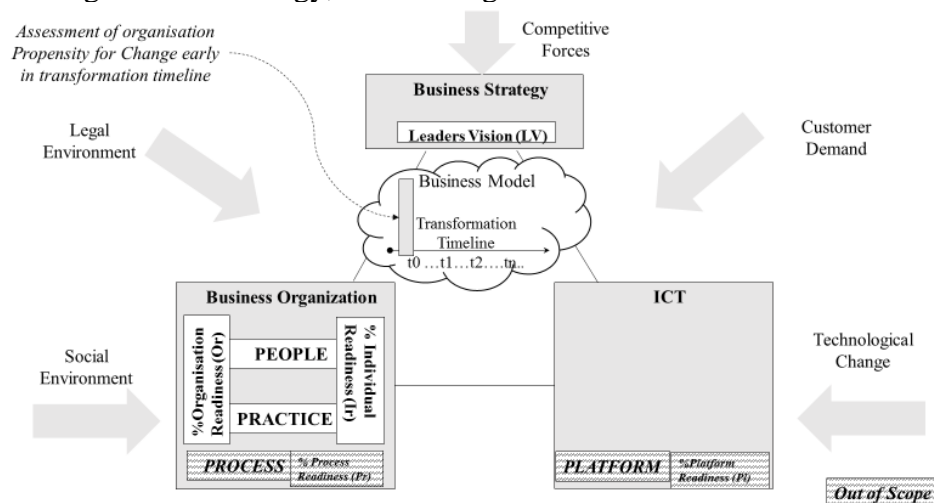 Assessment of organisation
Propensity for Change early
in transformation timeline
Competitive
Forces
Business Strategy
Leaders Vision (LV)
Legal
Environment
Customer
Demand
Business Model
Transformation
Timeline
t0 ...t1...t2....tn..
Business Organization
ICT
%Organisation
Readiness (Or)
PEOPLE
PRACTICE
% Individual
Readiness (Ir)
Social
Environment
Technological
Change
PROCESS
% Process
Readiness (Pr)
PLATFORM
%Platform
Readiness (Pl)
Out of Scope